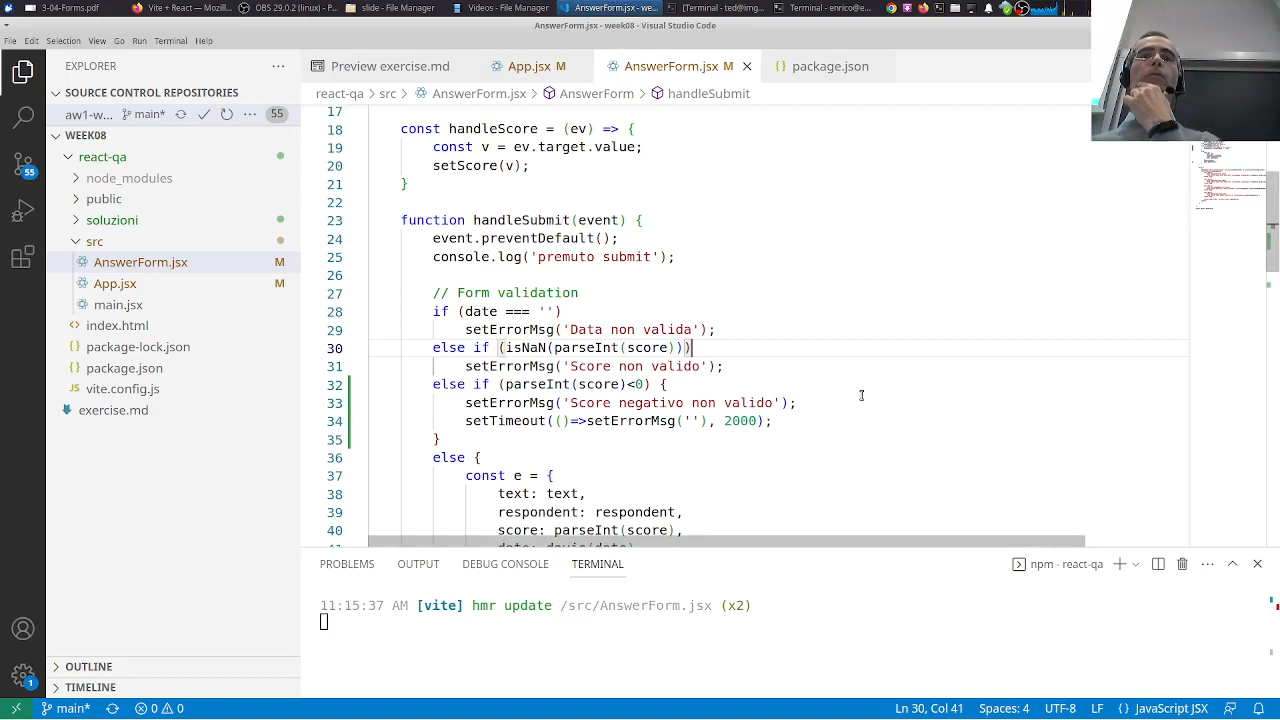 3-04-Forms.pdf
Vite + React — M...
OBS 29.0.2 (linux) - P...
slide - File Manager
Videos - File Manager
AnswerForm.jsx - we...
Terminal - ted@ing...
Terminal - enrico@e...
AnswerForm.jsx - week08 - Visual Studio Code
File Edit Selection View Go Run Terminal Help
EXPLORER
SOURCE CONTROL REPOSITORIES
aw1-w... main* 55
WEEK08
react-qa
node_modules
public
soluzioni
src
AnswerForm.jsx M
App.jsx M
main.jsx
index.html
package-lock.json
package.json
vite.config.js
exercise.md
OUTLINE
TIMELINE
55
1
Preview exercise.m
App.jsx M
AnswerForm.jsx M
package.json
react-qa > src > AnswerForm.jsx > AnswerForm > handleSubmit
17
18 const handleScore = (ev) => {
19 const v = ev.target.value;
20 setScore(v);
21 }
22
23 function handleSubmit(event) {
24 event.preventDefault();
25 console.log('premuto submit');
26
27 // Form validation
28 if (date === '')
29 setErrorMsg('Data non valida');
30 else if (isNaN(parseInt(score)))
31 setErrorMsg('Score non valido');
32 else if (parseInt(score)<0) {
33 setErrorMsg('Score negativo non valido');
34 setTimeout(()=>setErrorMsg(''), 2000);
35 }
36 else {
37 const e = {
38 text: text,
39 respondent: respondent,
40 score: parseInt(score),
PROBLEMS OUTPUT DEBUG CONSOLE TERMINAL
npm - react-qa
11:15:37 AM [vite] hmr update /src/AnswerForm.jsx (x2)
main* 0 0
Ln 30, Col 41 Spaces: 4 UTF-8 LF { } JavaScript JSX